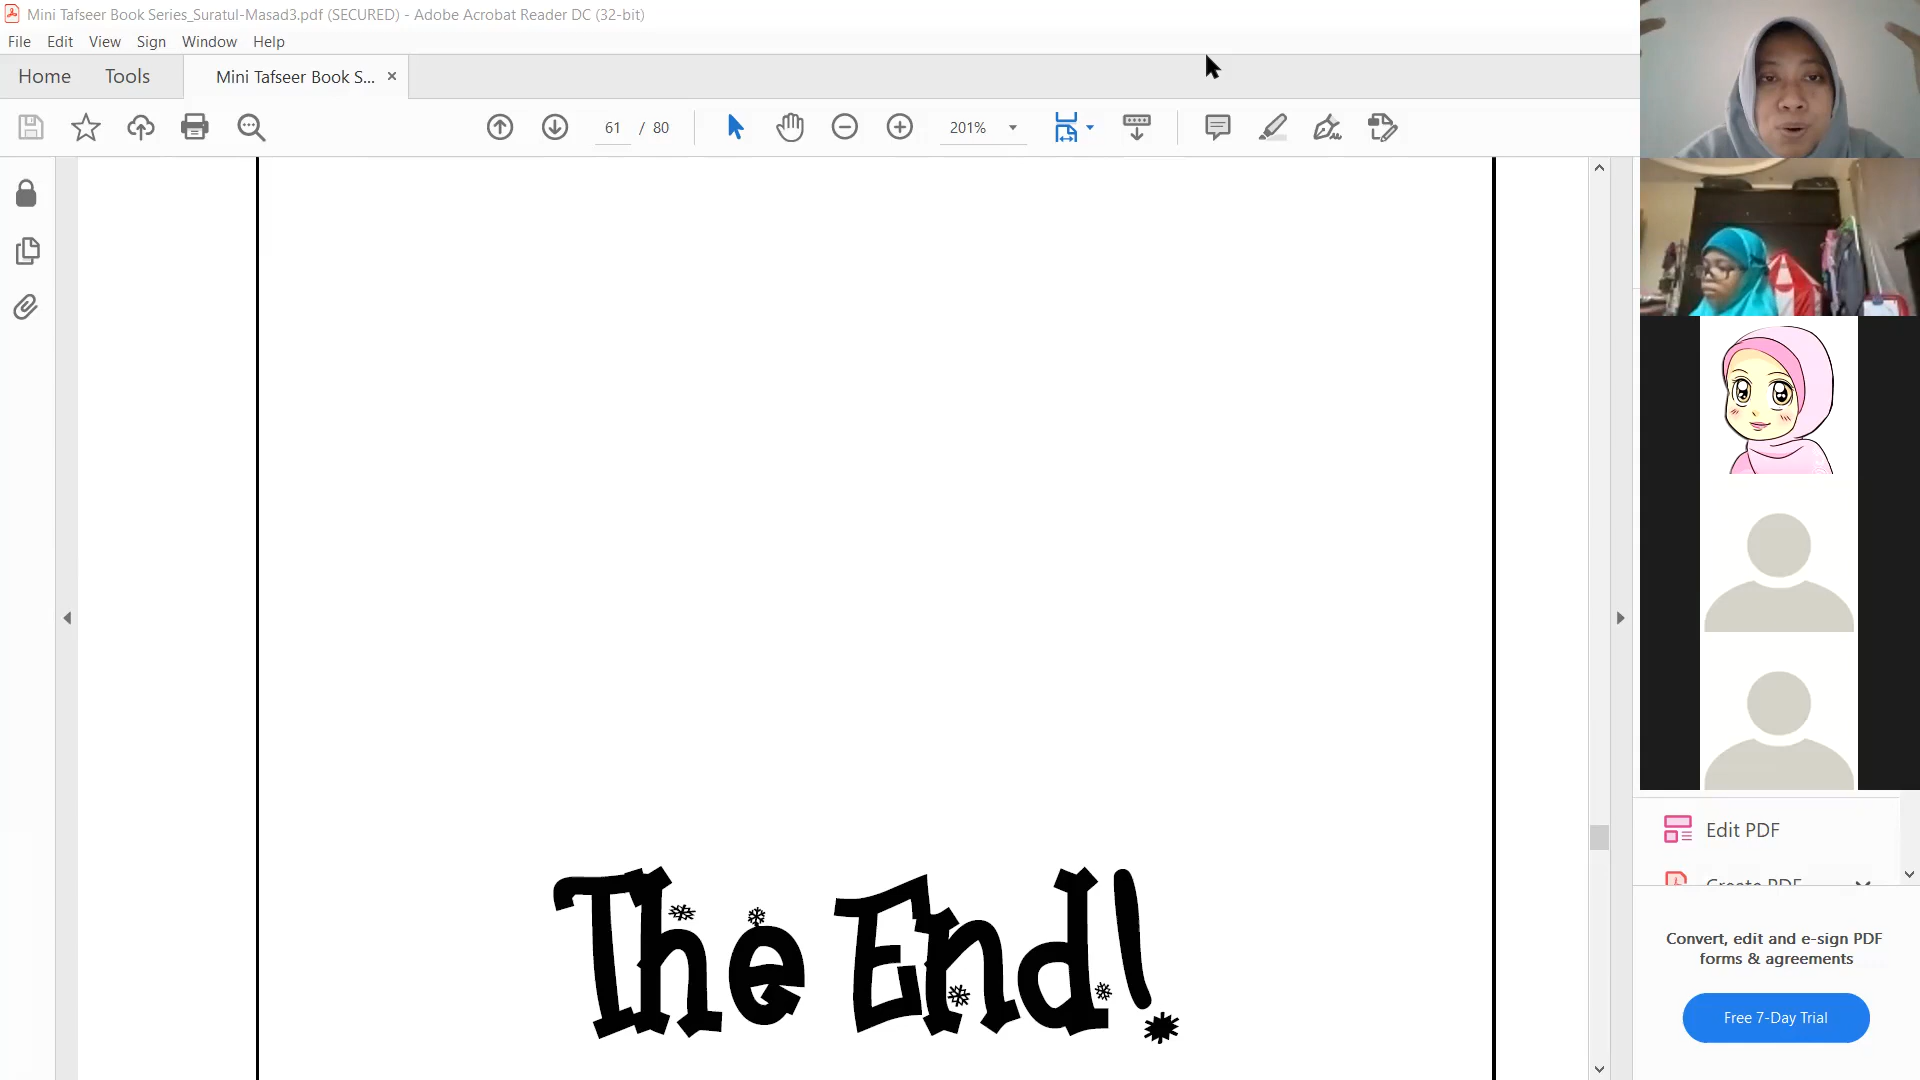 Mini Tafseer Book Series_Suratul-Masad3.pdf (SECURED) - Adobe Acrobat Reader DC (32-bit)
File Edit View Sign Window Help
Home Tools Mini Tafseer Book S... ×
61 / 80 201%
The End!
Edit PDF
Create PDF
Convert, edit and e-sign PDF
forms & agreements
Free 7-Day Trial